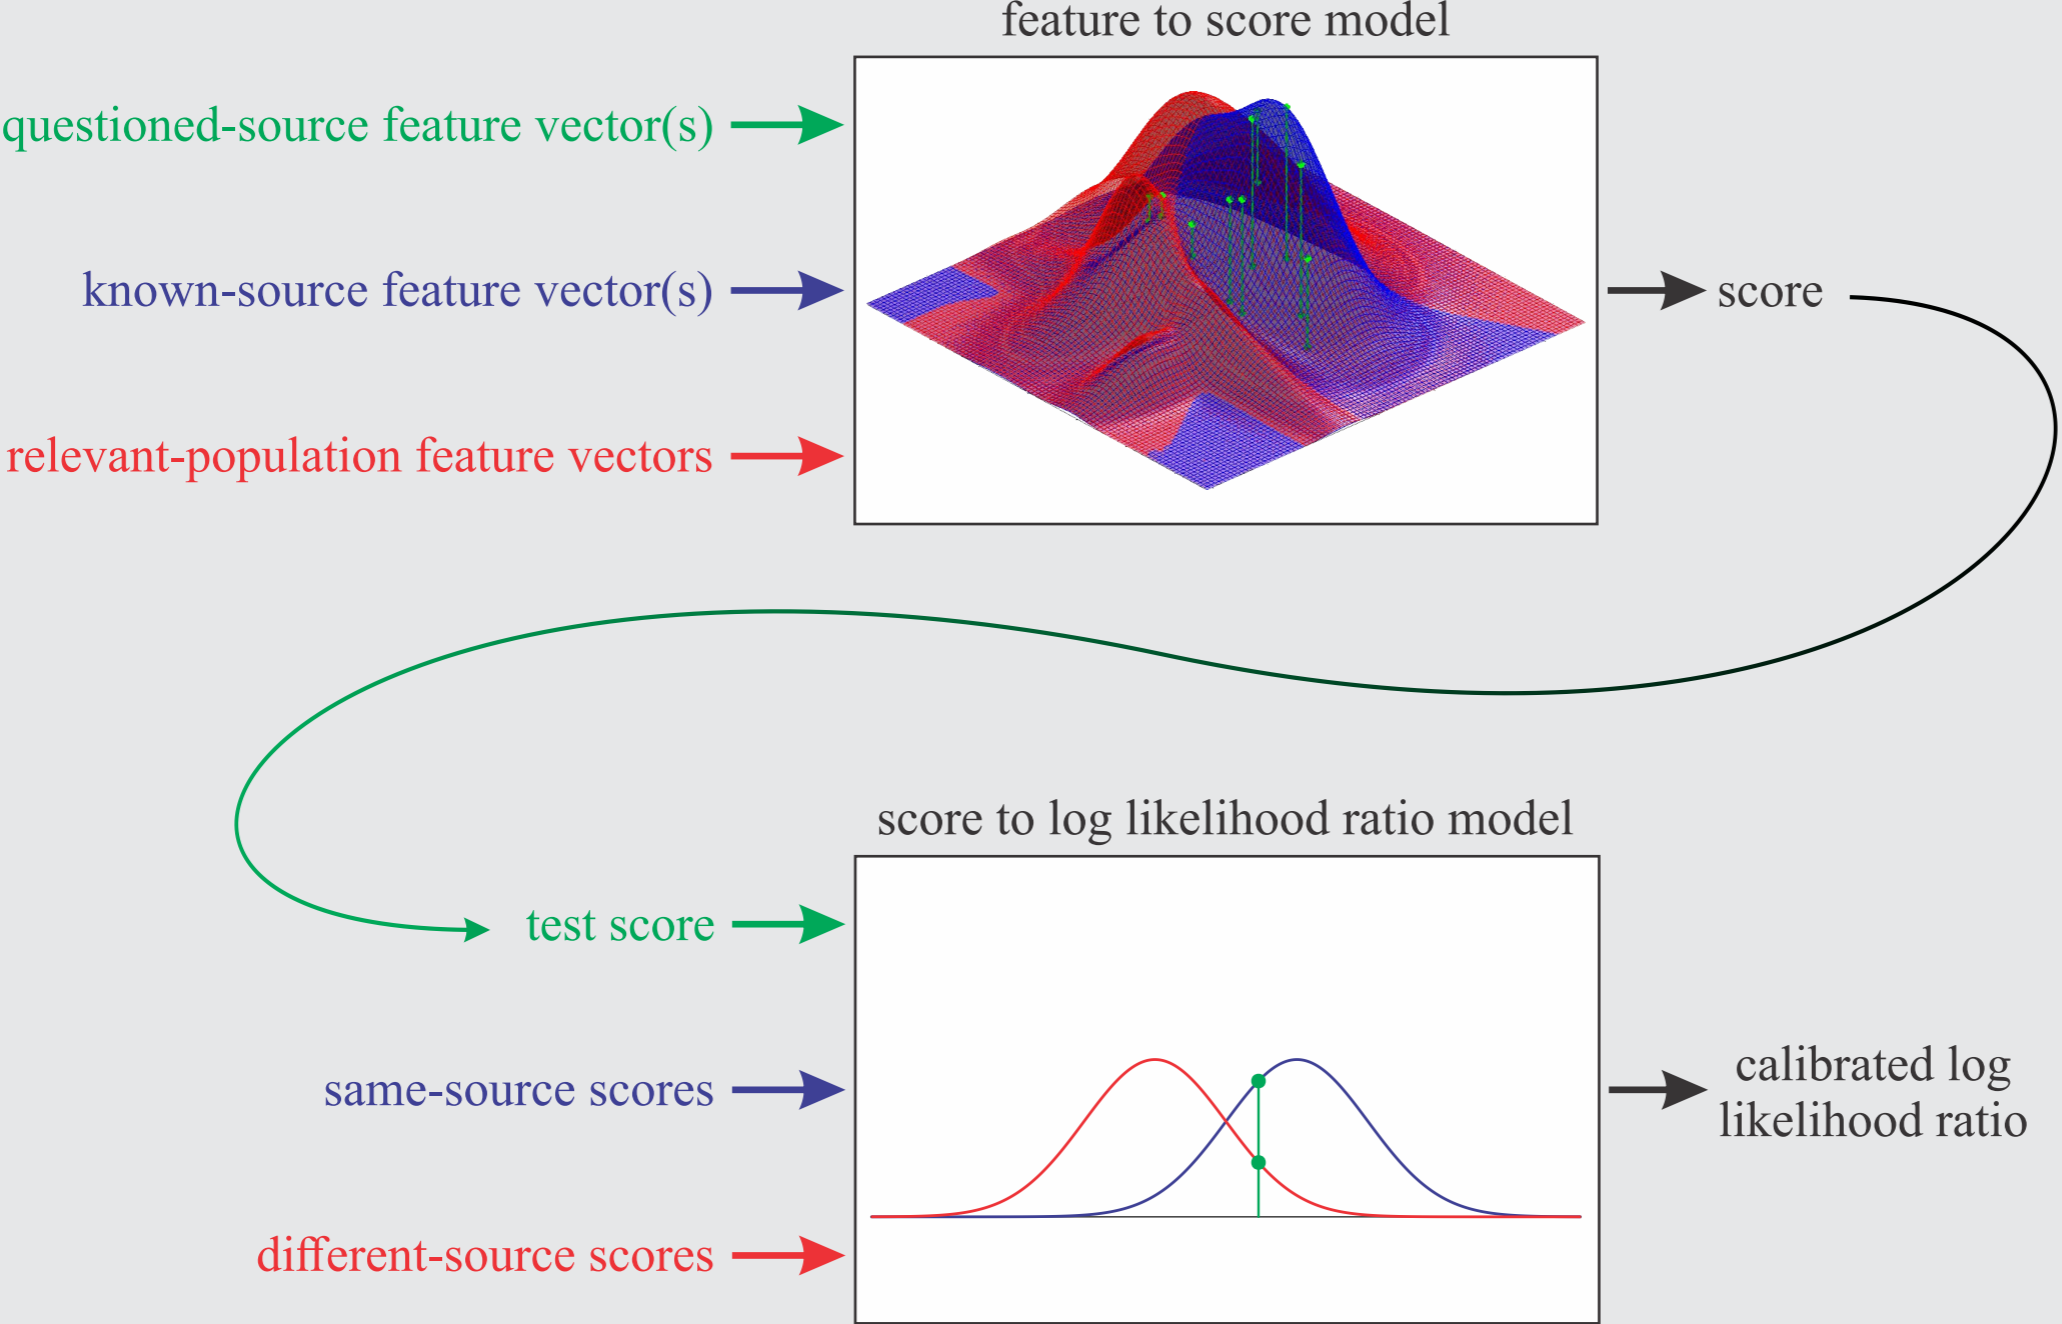 feature to score model
questioned-source feature vector(s)
known-source feature vector(s)
score
relevant-population feature vectors
score to log likelihood ratio model
test score
same-source scores
calibrated log
likelihood ratio
different-source scores